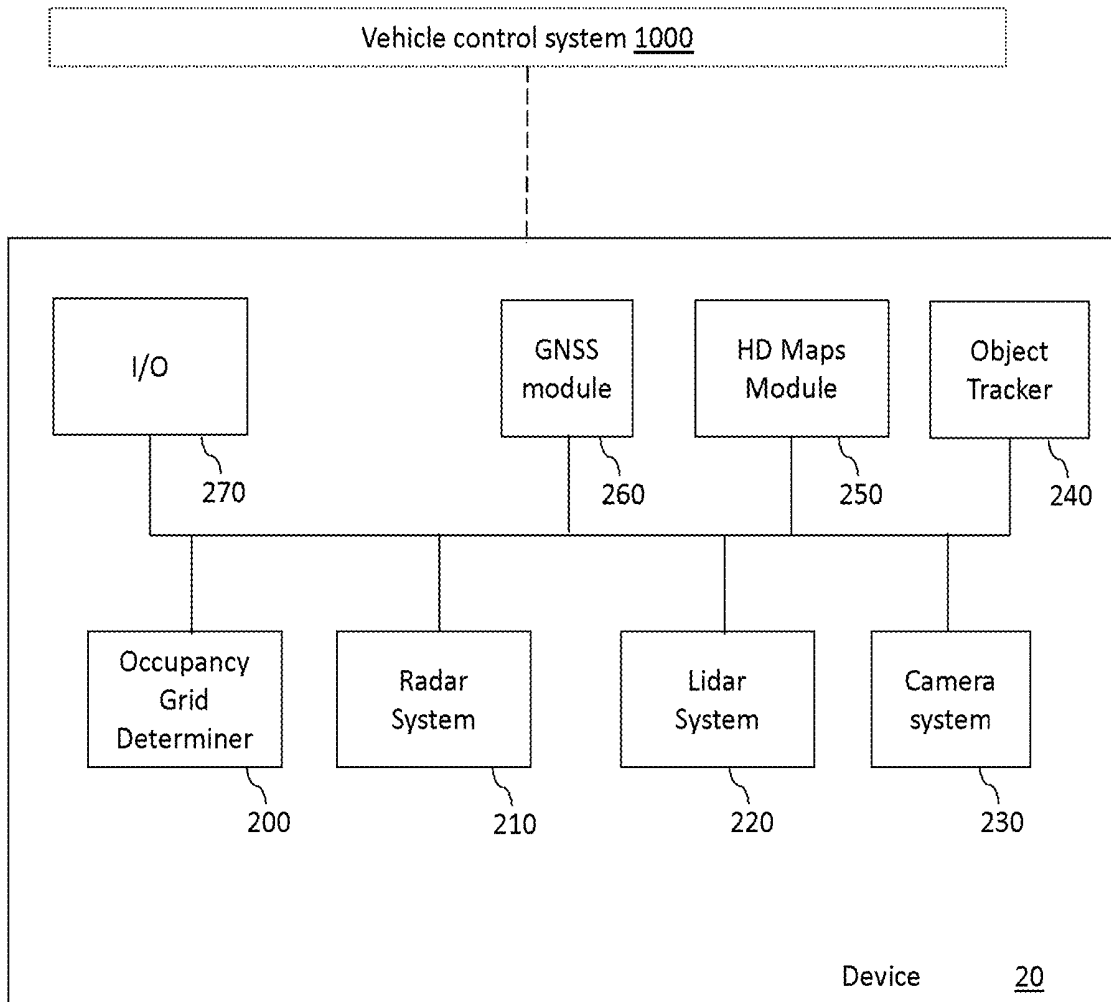 Vehicle control system 1000
I/O
GNSS
module
HD Maps
Module
Object
Tracker
270
260
250
240
Occupancy
Grid
Determiner
Radar
System
Lidar
System
Camera
system
200
210
220
230
Device 20